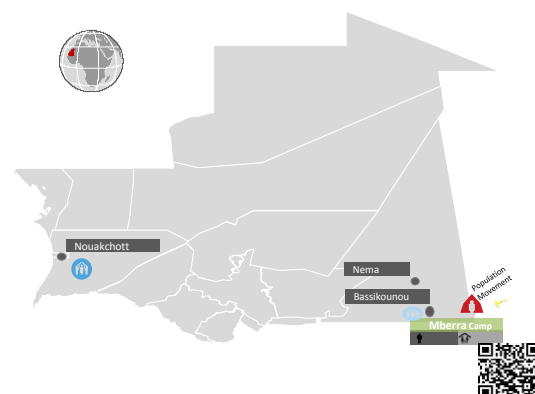 Nouakchott
Nema
Population
Movement
Bassikounou
Mberra Camp